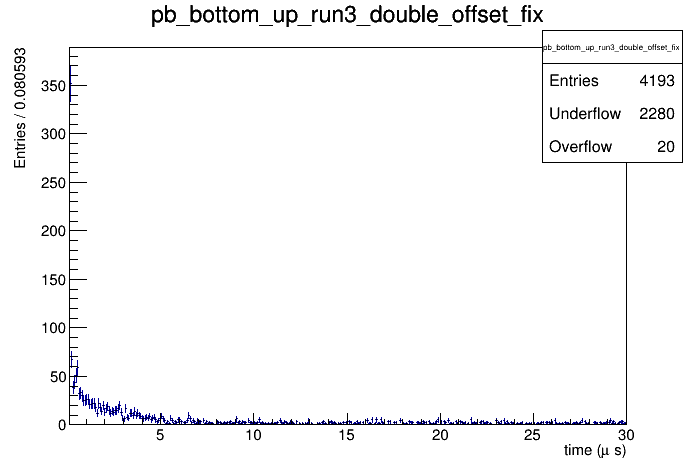 pb_bottom_up_run3_double_offset_fix
pb_bottom_up_run3_double_offset_fix
Entries 4193
Underflow 2280
Overflow 20
Entries / 0.080593
350
300
250
200
150
100
50
0
5 10 15 20 25 30
time (μ s)